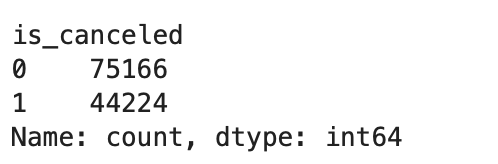 is_canceled
0    75166
1    44224
Name: count, dtype: int64